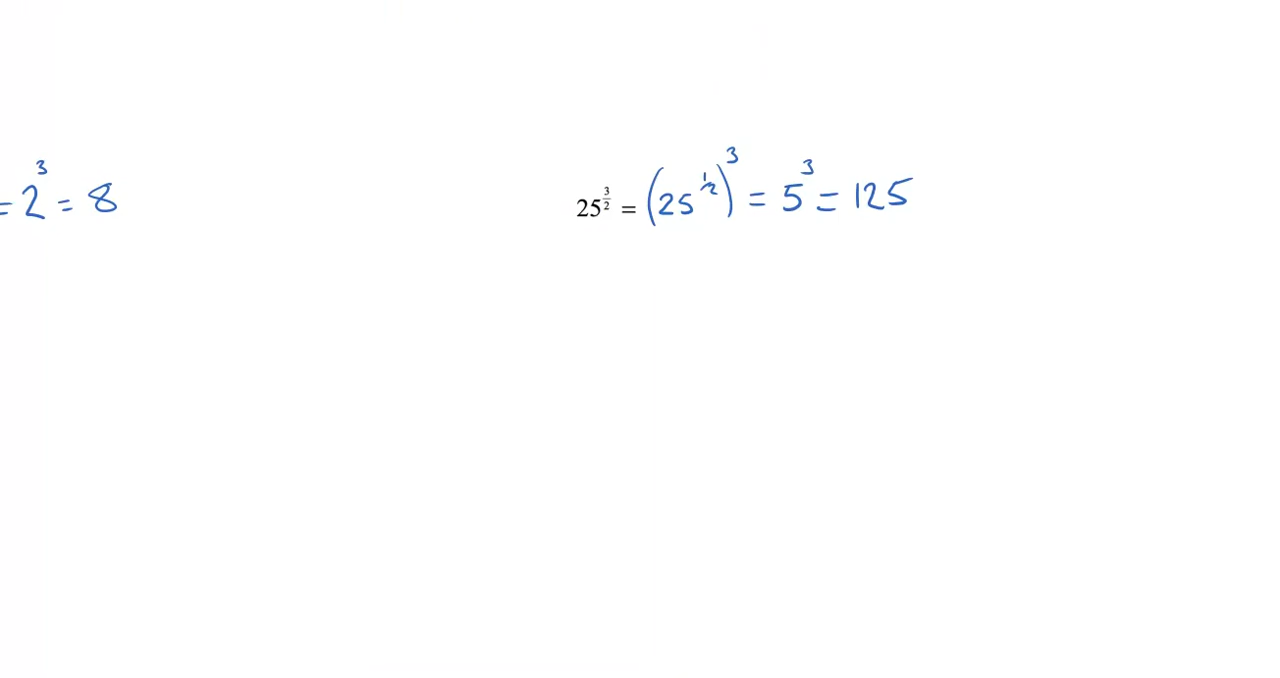 = 2³ = 8
25^(3/2) = (25^(1/2))³ = 5³ = 125